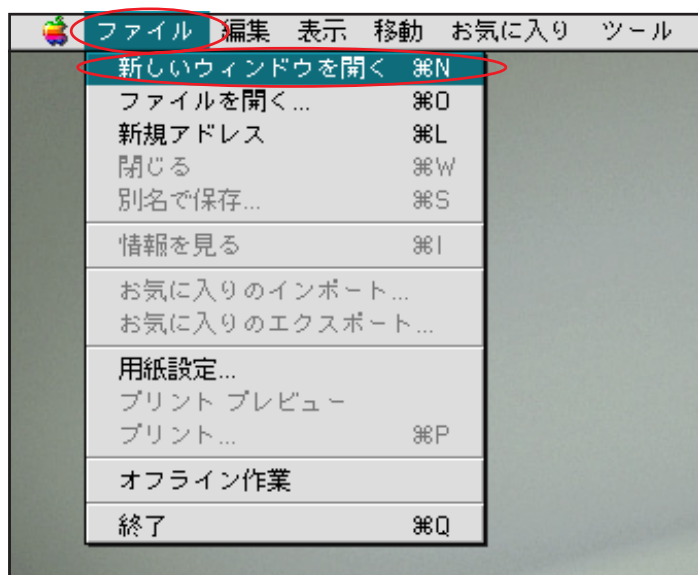 ファイル 編集 表示 移動 お気に入り ツール
新しいウィンドウを開く ⌘N
ファイルを開く... ⌘O
新規アドレス ⌘L
閉じる ⌘W
別名で保存... ⌘S
情報を見る ⌘I
お気に入りのインポート...
お気に入りのエクスポート...
用紙設定...
プリント プレビュー
プリント... ⌘P
オフライン作業
終了 ⌘Q